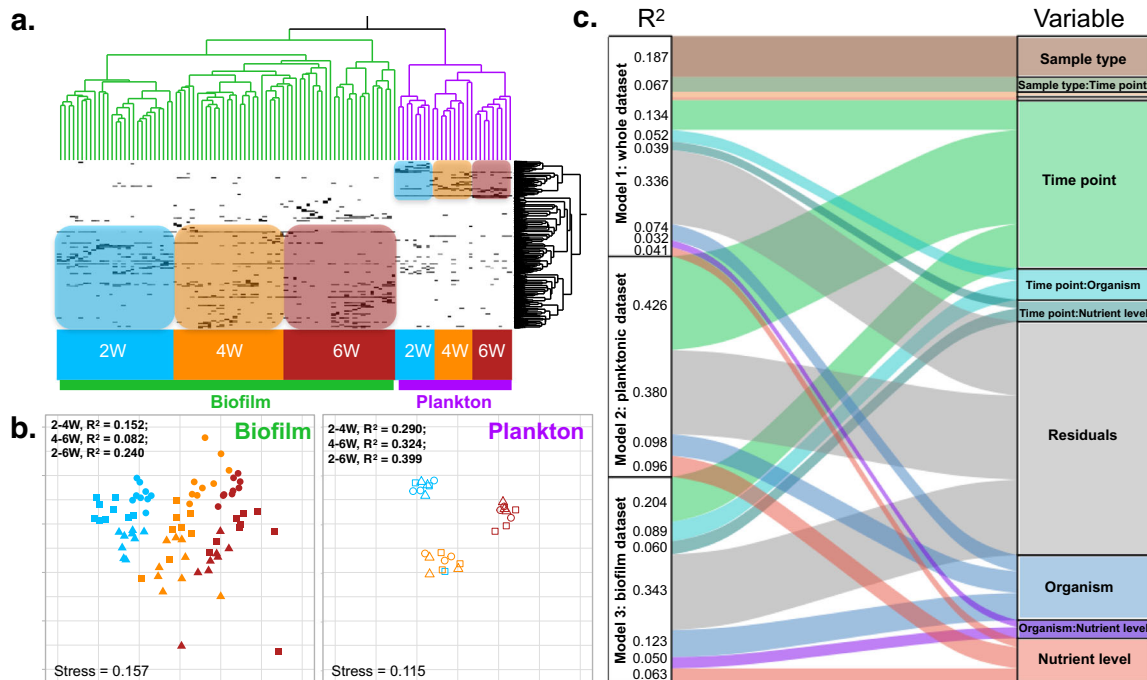 a.
2W
4W
6W
2W
4W
6W
Biofilm
Plankton
b.
2-4W, R² = 0.152;
4-6W, R² = 0.082;
2-6W, R² = 0.240
Biofilm
Stress = 0.157
2-4W, R² = 0.290;
4-6W, R² = 0.324;
2-6W, R² = 0.399
Plankton
Stress = 0.115
c.
R²
Variable
Model 1: whole dataset
0.187
0.067
0.134
0.052
0.039
0.336
0.074
0.032
0.041
Model 2: planktonic dataset
0.426
0.380
0.098
0.096
Model 3: biofilm dataset
0.204
0.089
0.060
0.343
0.123
0.050
0.063
Sample type
Sample type:Time point
Time point
Time point:Organism
Time point:Nutrient level
Residuals
Organism
Organism:Nutrient level
Nutrient level